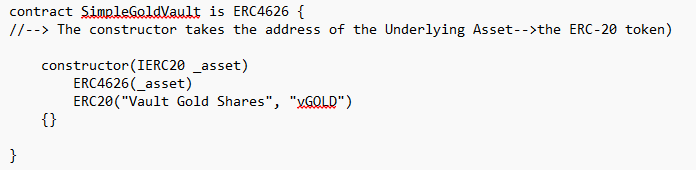 contract SimpleGoldVault is ERC4626 {
//--> The constructor takes the address of the Underlying Asset-->the ERC-20 token)
constructor(IERC20 _asset)
ERC4626(_asset)
ERC20("Vault Gold Shares", "vGOLD")
{}
}